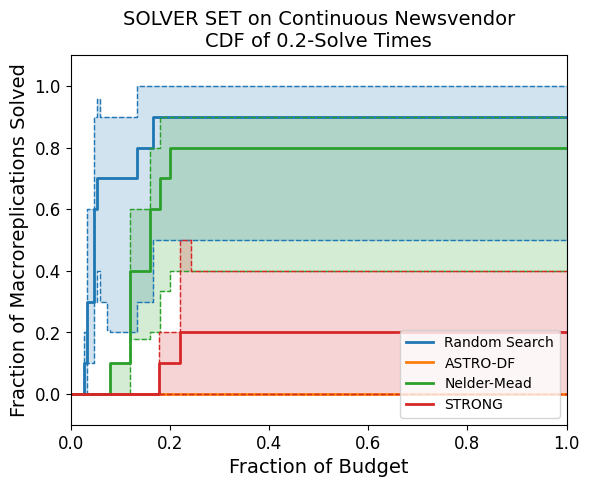 SOLVER SET on Continuous Newsvendor
CDF of 0.2-Solve Times
Fraction of Macroreplications Solved
1.0
0.8
0.6
0.4
0.2
0.0
0.0 0.2 0.4 0.6 0.8 1.0
Fraction of Budget
Random Search
ASTRO-DF
Nelder-Mead
STRONG